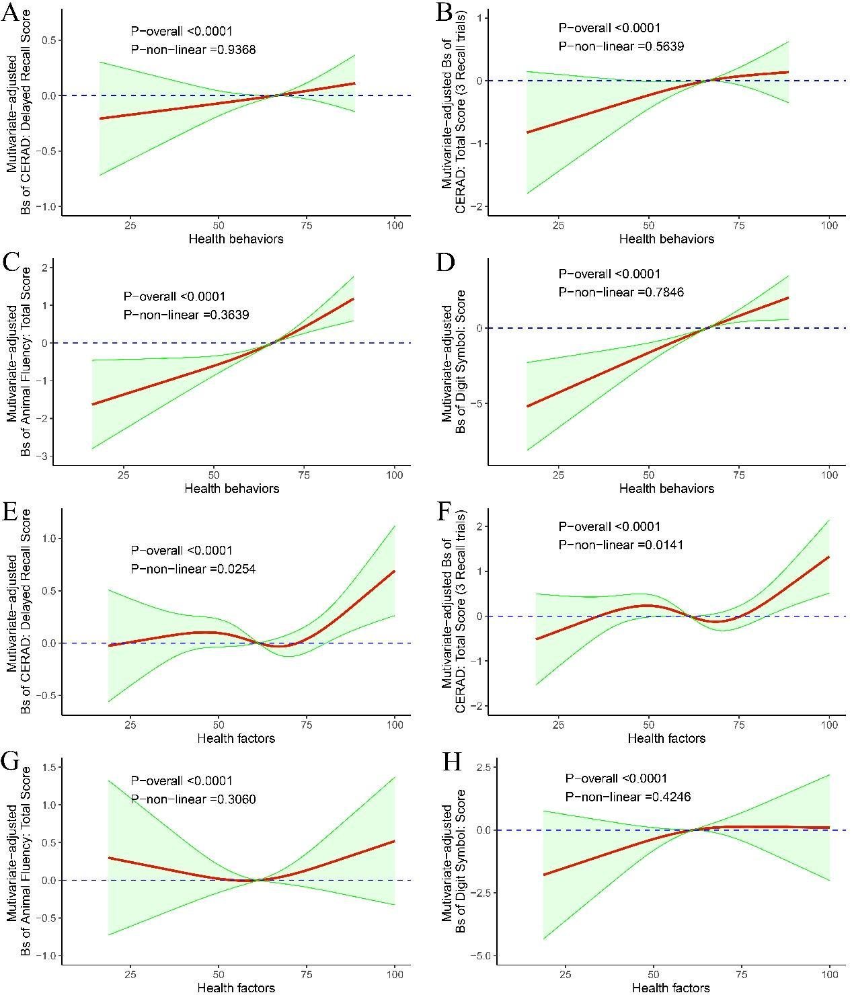 A
Mutivariate−adjusted
Bs of CERAD: Delayed Recall Score
P−overall <0.0001
P−non−linear =0.9368
0.5
0.0
−0.5
−1.0
25 50 75 100
Health behaviors
B
Mutivariate−adjusted Bs of
CERAD: Total Score (3 Recall trials)
P−overall <0.0001
P−non−linear =0.5639
1
0
−1
−2
25 50 75 100
Health behaviors
C
Mutivariate−adjusted
Bs of Animal Fluency: Total Score
P−overall <0.0001
P−non−linear =0.3639
2
1
0
−1
−2
−3
25 50 75 100
Health behaviors
D
Mutivariate−adjusted
Bs of Digit Symbol: Score
P−overall <0.0001
P−non−linear =0.7846
0
−5
25 50 75 100
Health behaviors
E
Mutivariate−adjusted
Bs of CERAD: Delayed Recall Score
P−overall <0.0001
P−non−linear =0.0254
1.0
0.5
0.0
−0.5
25 50 75 100
Health factors
F
Mutivariate−adjusted Bs of
CERAD: Total Score (3 Recall trials)
P−overall <0.0001
P−non−linear =0.0141
2
1
0
−1
−2
25 50 75 100
Health factors
G
Mutivariate−adjusted
Bs of Animal Fluency: Total Score
P−overall <0.0001
P−non−linear =0.3060
1.5
1.0
0.5
0.0
−0.5
−1.0
25 50 75 100
Health factors
H
Mutivariate−adjusted
Bs of Digit Symbol: Score
P−overall <0.0001
P−non−linear =0.4246
2.5
0.0
−2.5
−5.0
25 50 75 100
Health factors